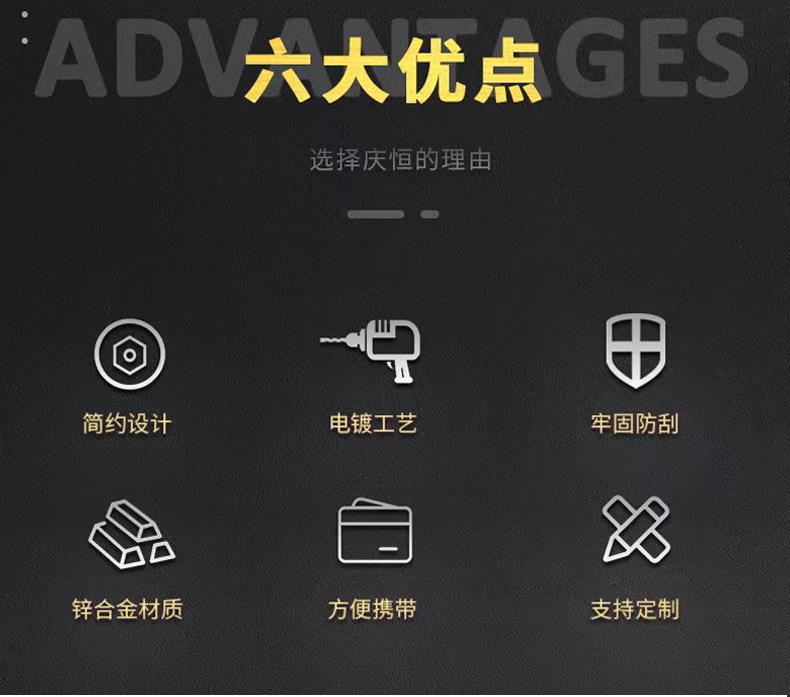 ADVANTAGES
六大优点
选择庆恒的理由
简约设计
电镀工艺
牢固防刮
锌合金材质
方便携带
支持定制